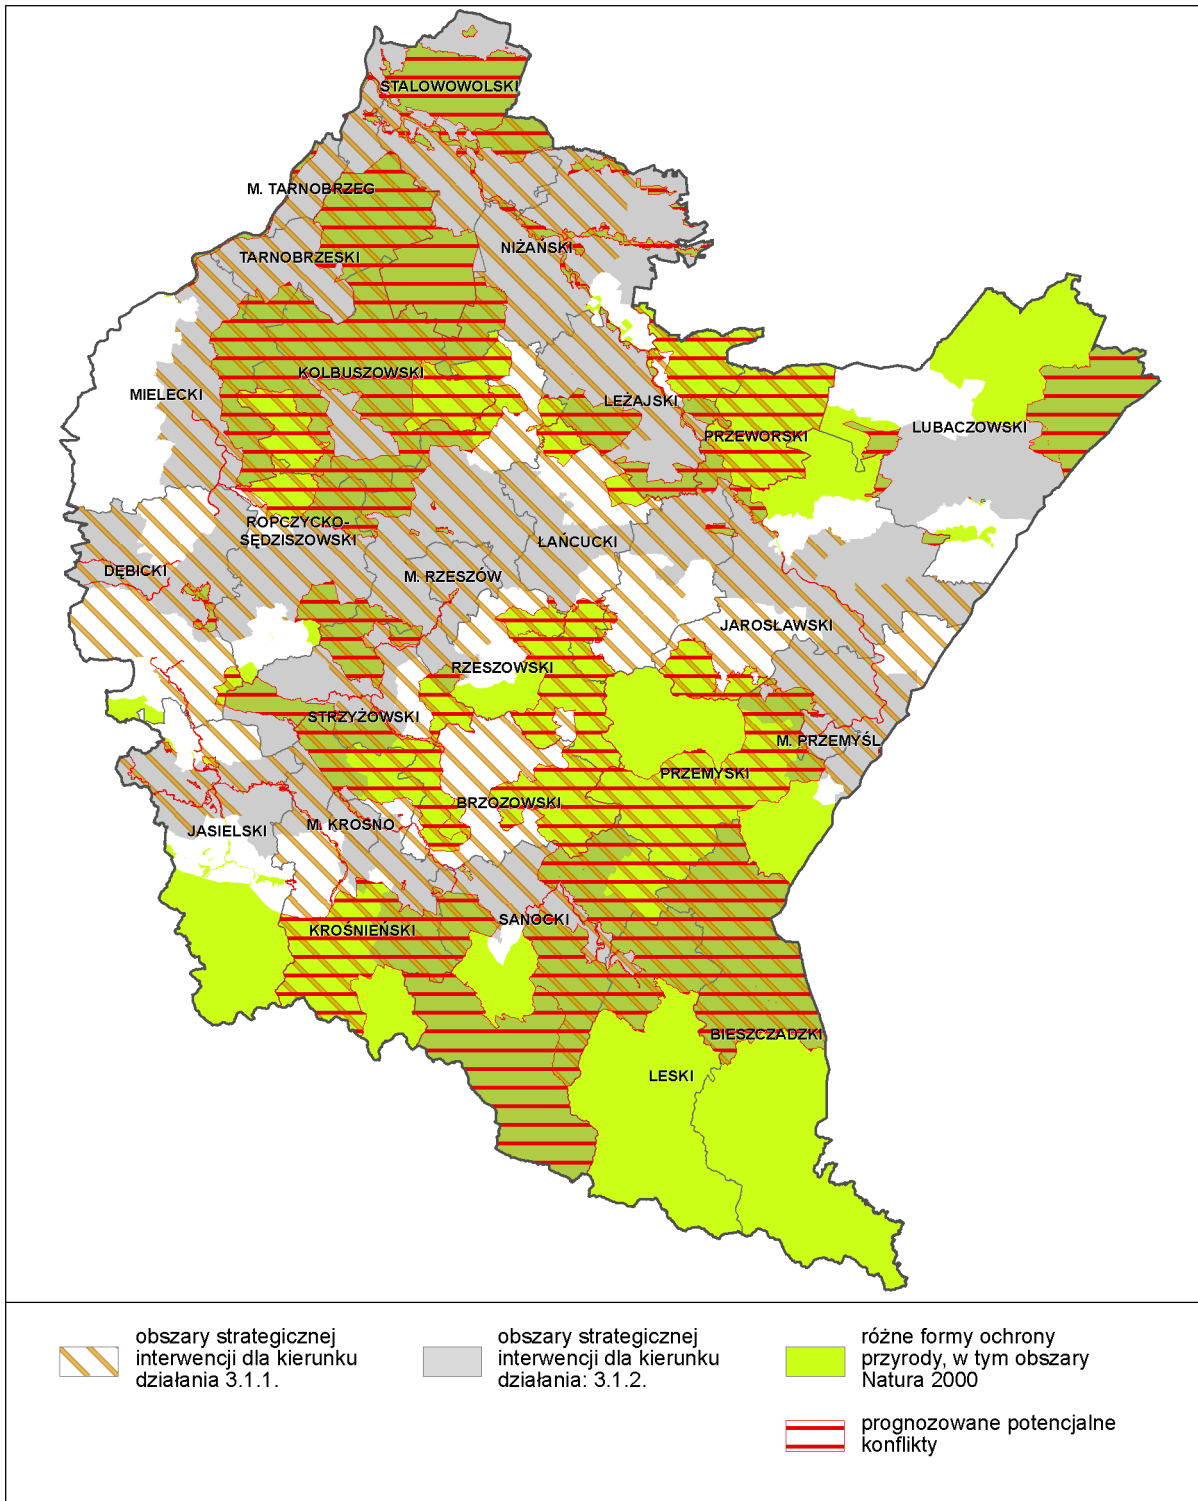 STALOWOWOLSKI
M. TARNOBRZEG
NIŻAŃSKI
TARNOBRZESKI
KOLBUSZOWSKI
MIELECKI
LEŻAJSKI
LUBACZOWSKI
PRZEWORSKI
ROPCZYCKO-
SĘDZISZOWSKI
ŁAŃCUCKI
DĘBICKI
M. RZESZÓW
JAROSŁAWSKI
RZESZOWSKI
STRZYŻOWSKI
M. PRZEMYŚL
PRZEMYSKI
BRZOZOWSKI
M. KROSNO
JASIELSKI
SANOCKI
KROŚNIEŃSKI
BIESZCZADZKI
LESKI
obszary strategicznej
interwencji dla kierunku
działania 3.1.1.
obszary strategicznej
interwencji dla kierunku
działania: 3.1.2.
różne formy ochrony
przyrody, w tym obszary
Natura 2000
prognozowane potencjalne
konflikty